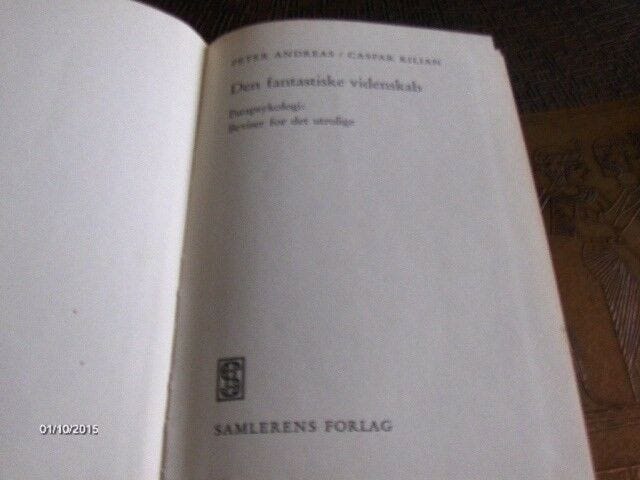 PETER ANDREAS / CASPAR KILIAN
Den fantastiske videnskab
Parapsykologi:
Beviser for det utrolige
SAMLERENS FORLAG
01/10/2015